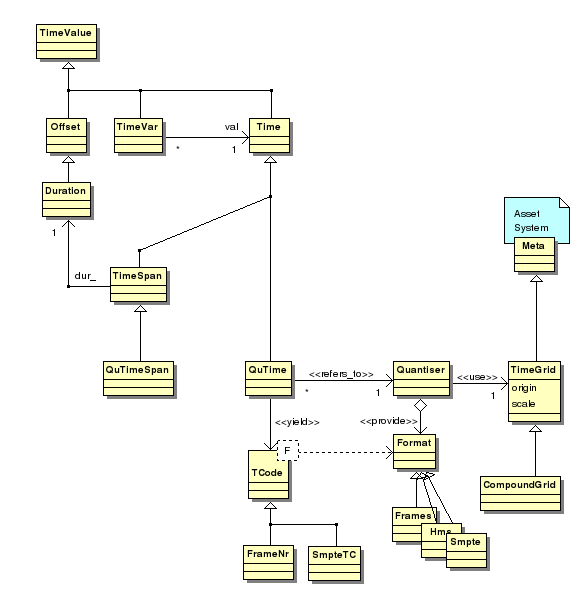 TimeValue
Offset
TimeVar
val
Time
*
1
Duration
1
Asset
System
Meta
dur_
TimeSpan
QuTimeSpan
QuTime
<<refers_to>>
*
1
Quantiser
<<use>>
1
TimeGrid
origin
scale
<<yield>>
<<provide>>
F
Format
TCode
CompoundGrid
Frames
Hms
Smpte
FrameNr
SmpteTC